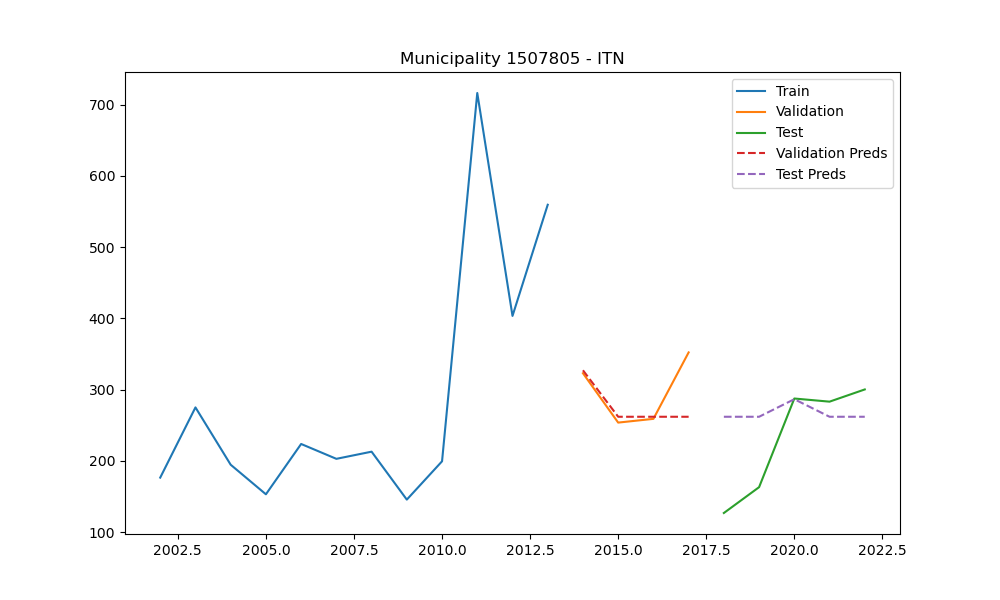 Municipality 1507805 - ITN
700
600
500
400
300
200
100
2002.5 2005.0 2007.5 2010.0 2012.5 2015.0 2017.5 2020.0 2022.5
Train
Validation
Test
Validation Preds
Test Preds